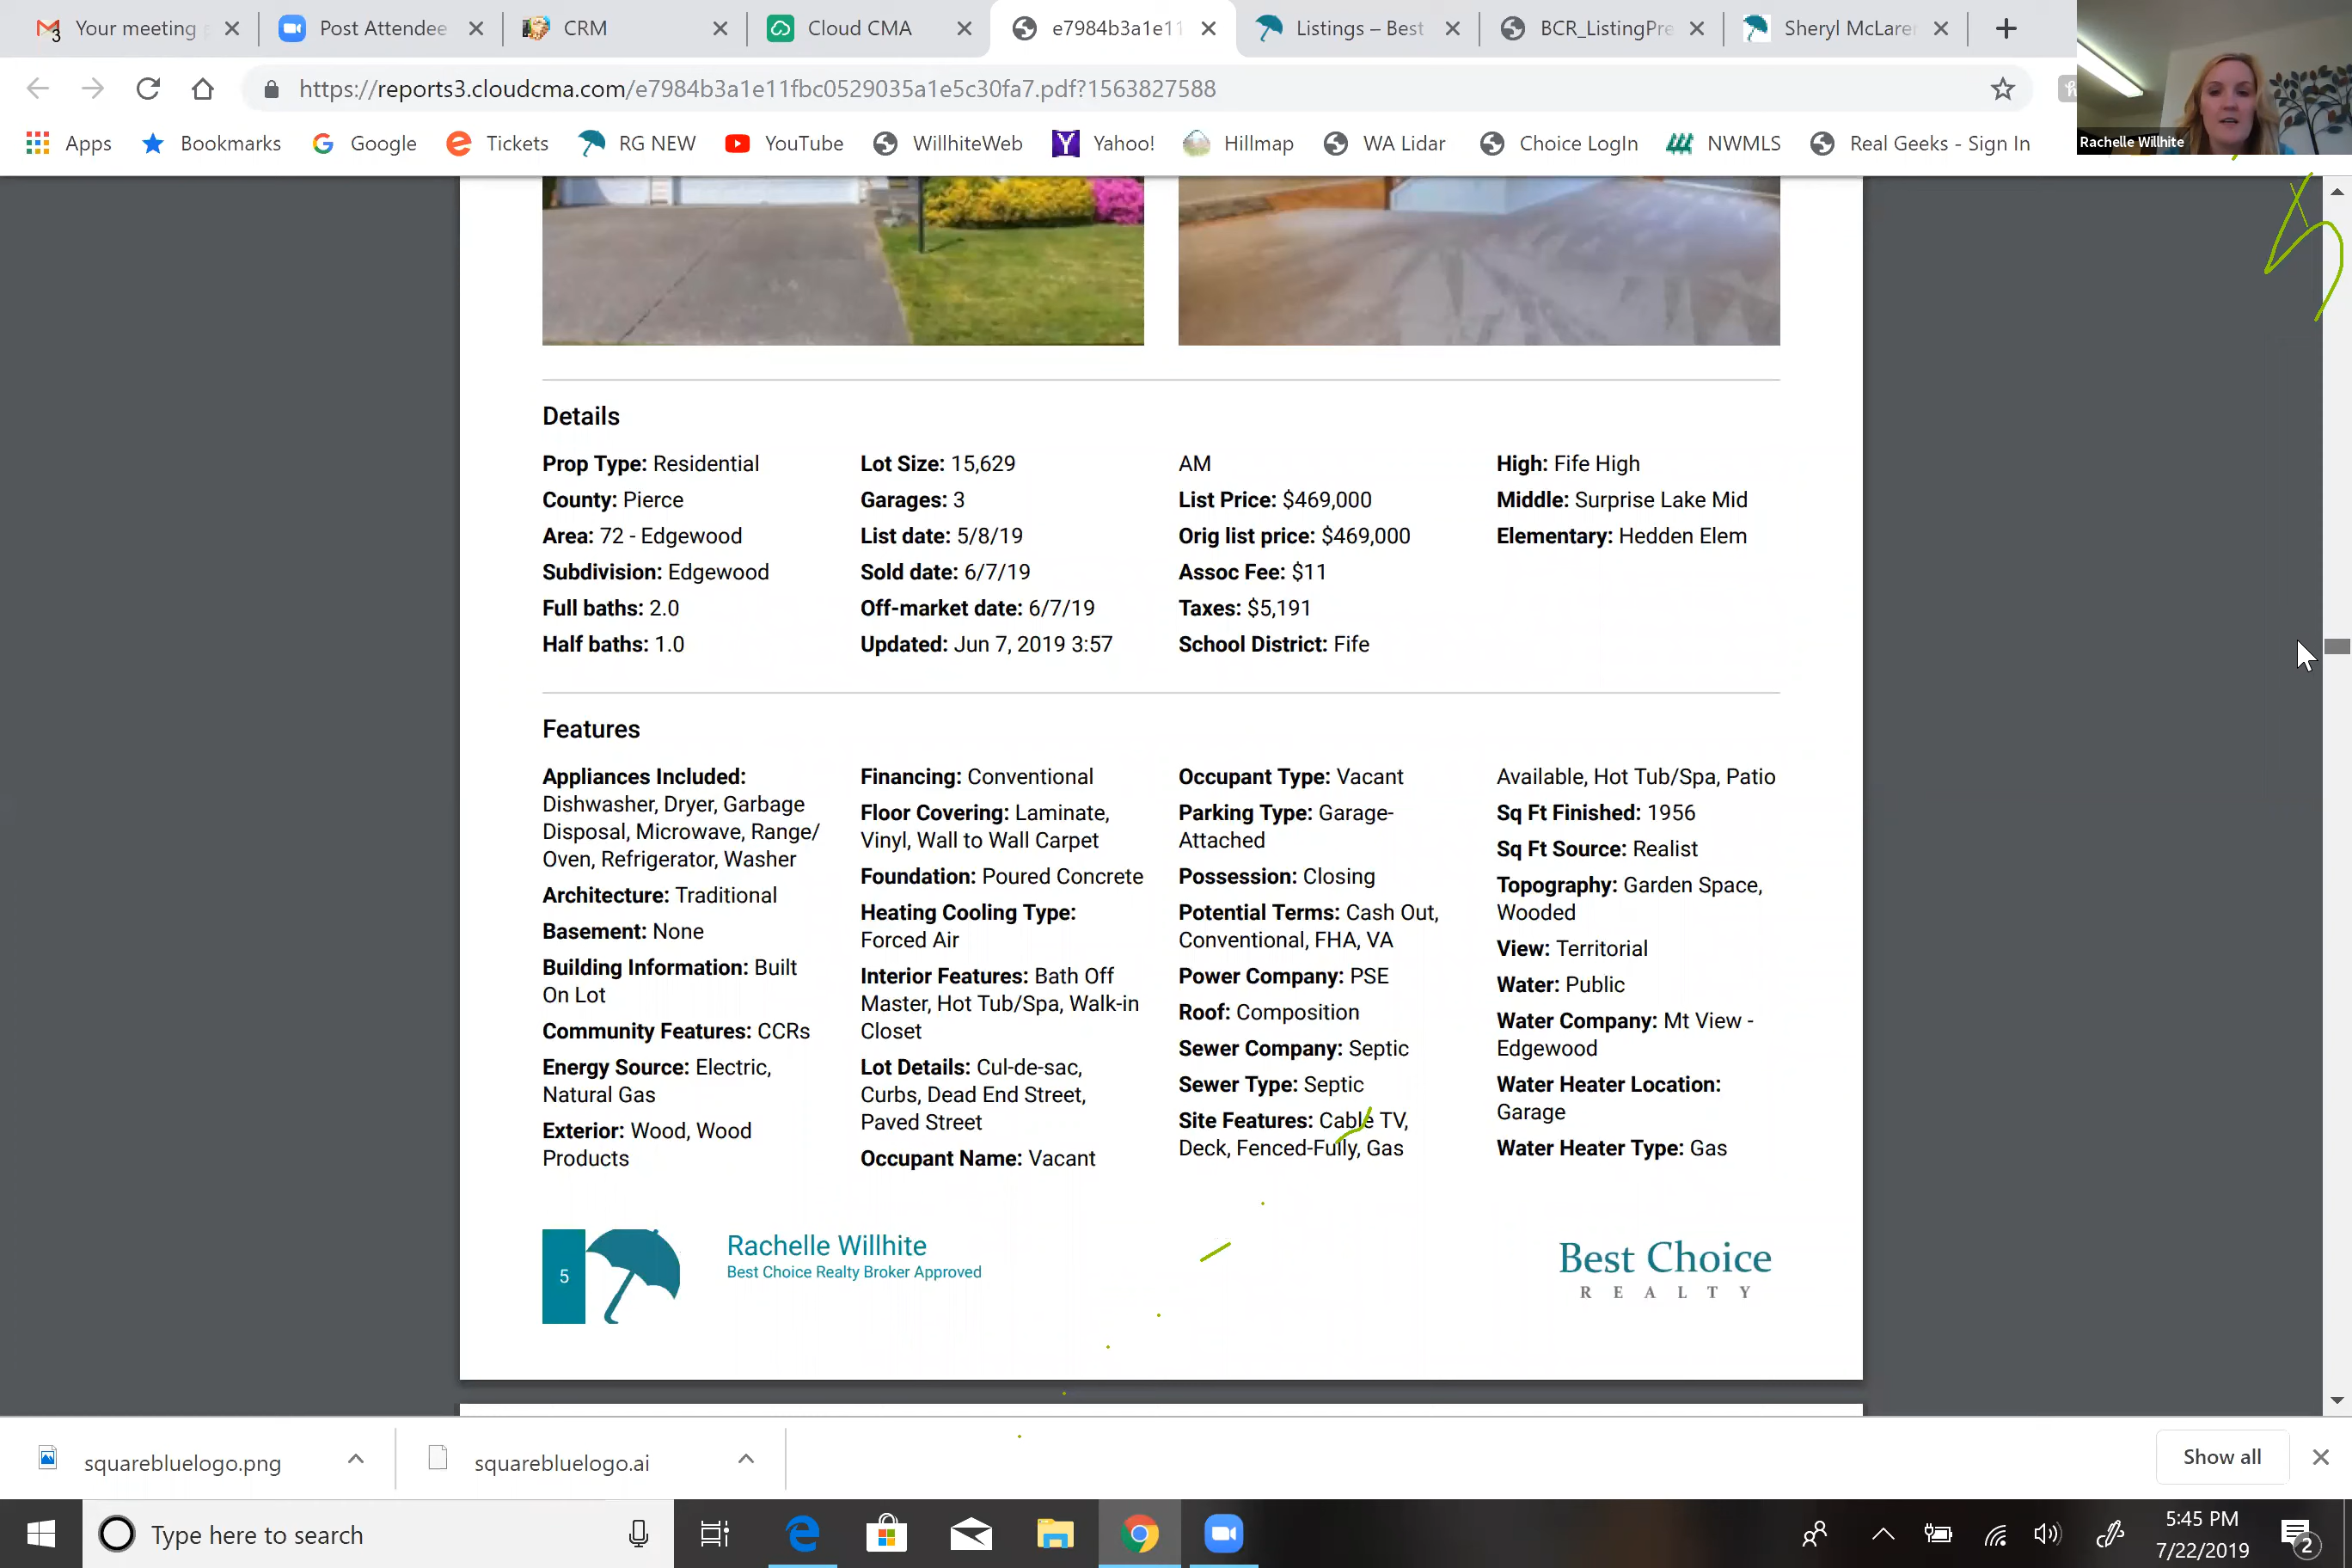 Your meeting
Post Attendee
CRM
Cloud CMA
e7984b3a1e11
Listings – Best
BCR_ListingPre
Sheryl McLaren
https://reports3.cloudcma.com/e7984b3a1e11fbc0529035a1e5c30fa7.pdf?1563827588
Apps
Bookmarks
Google
Tickets
RG NEW
YouTube
WillhiteWeb
Yahoo!
Hillmap
WA Lidar
Choice LogIn
NWMLS
Real Geeks - Sign In
Rachelle Willhite
Details
Prop Type: Residential
County: Pierce
Area: 72 - Edgewood
Subdivision: Edgewood
Full baths: 2.0
Half baths: 1.0
Lot Size: 15,629
Garages: 3
List date: 5/8/19
Sold date: 6/7/19
Off-market date: 6/7/19
Updated: Jun 7, 2019 3:57
AM
List Price: $469,000
Orig list price: $469,000
Assoc Fee: $11
Taxes: $5,191
School District: Fife
High: Fife High
Middle: Surprise Lake Mid
Elementary: Hedden Elem
Features
Appliances Included:
Dishwasher, Dryer, Garbage
Disposal, Microwave, Range/
Oven, Refrigerator, Washer
Architecture: Traditional
Basement: None
Building Information: Built
On Lot
Community Features: CCRs
Energy Source: Electric,
Natural Gas
Exterior: Wood, Wood
Products
Financing: Conventional
Floor Covering: Laminate,
Vinyl, Wall to Wall Carpet
Foundation: Poured Concrete
Heating Cooling Type:
Forced Air
Interior Features: Bath Off
Master, Hot Tub/Spa, Walk-in
Closet
Lot Details: Cul-de-sac,
Curbs, Dead End Street,
Paved Street
Occupant Name: Vacant
Occupant Type: Vacant
Parking Type: Garage-
Attached
Possession: Closing
Potential Terms: Cash Out,
Conventional, FHA, VA
Power Company: PSE
Roof: Composition
Sewer Company: Septic
Sewer Type: Septic
Site Features: Cable TV,
Deck, Fenced-Fully, Gas
Available, Hot Tub/Spa, Patio
Sq Ft Finished: 1956
Sq Ft Source: Realist
Topography: Garden Space,
Wooded
View: Territorial
Water: Public
Water Company: Mt View -
Edgewood
Water Heater Location:
Garage
Water Heater Type: Gas
5
Rachelle Willhite
Best Choice Realty Broker Approved
Best Choice
REALTY
squarebluelogo.png
squarebluelogo.ai
Show all
Type here to search
5:45 PM
7/22/2019
2